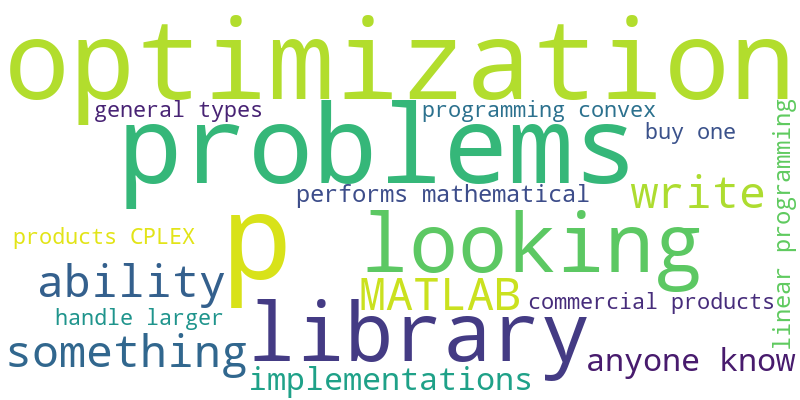 optimization
general types
programming convex
problems
buy one
linear programming
performs mathematical
write
p
looking
products CPLEX
ability
MATLAB
commercial products
handle larger
library
something
anyone know
implementations